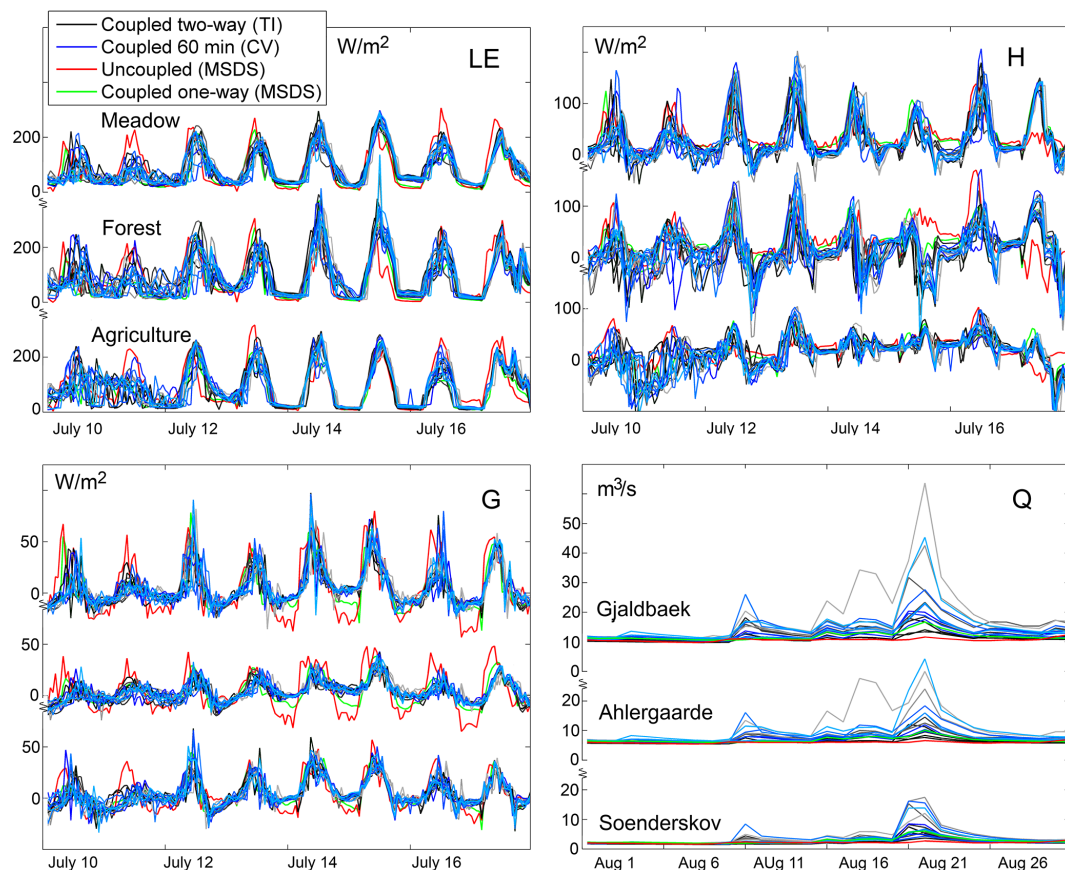 Coupled two-way (TI)
Coupled 60 min (CV)
Uncoupled (MSDS)
Coupled one-way (MSDS)
W/m2
LE
Meadow
200
0
Forest
200
0
Agriculture
200
0
July 10 July 12 July 14 July 16
W/m2
H
100
0
100
0
100
0
July 10 July 12 July 14 July 16
W/m2
G
50
0
50
0
50
0
July 10 July 12 July 14 July 16
m3/s
Q
50
40
30
Gjaldbaek
20
10
0
20
Ahlergaarde
10
0
20
Soenderskov
10
0
Aug 1 Aug 6 AUg 11 Aug 16 Aug 21 Aug 26